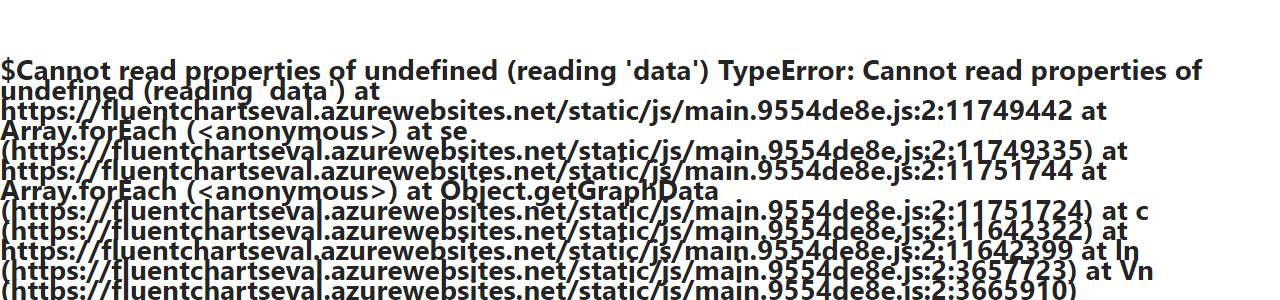 $Cannot read properties of undefined (reading 'data') TypeError: Cannot read properties of
undefined (reading 'data') at
https://fluentchartseval.azurewebsites.net/static/js/main.9554de8e.js:2:11749442 at
Array.forEach (<anonymous>) at se
(https://fluentchartseval.azurewebsites.net/static/js/main.9554de8e.js:2:11749335) at
https://fluentchartseval.azurewebsites.net/static/js/main.9554de8e.js:2:11751744 at
Array.forEach (<anonymous>) at Object.getGraphData
(https://fluentchartseval.azurewebsites.net/static/js/main.9554de8e.js:2:11751724) at c
(https://fluentchartseval.azurewebsites.net/static/js/main.9554de8e.js:2:11642322) at
https://fluentchartseval.azurewebsites.net/static/js/main.9554de8e.js:2:11642399 at ln
(https://fluentchartseval.azurewebsites.net/static/js/main.9554de8e.js:2:3657723) at Vn
(https://fluentchartseval.azurewebsites.net/static/js/main.9554de8e.js:2:3665910)